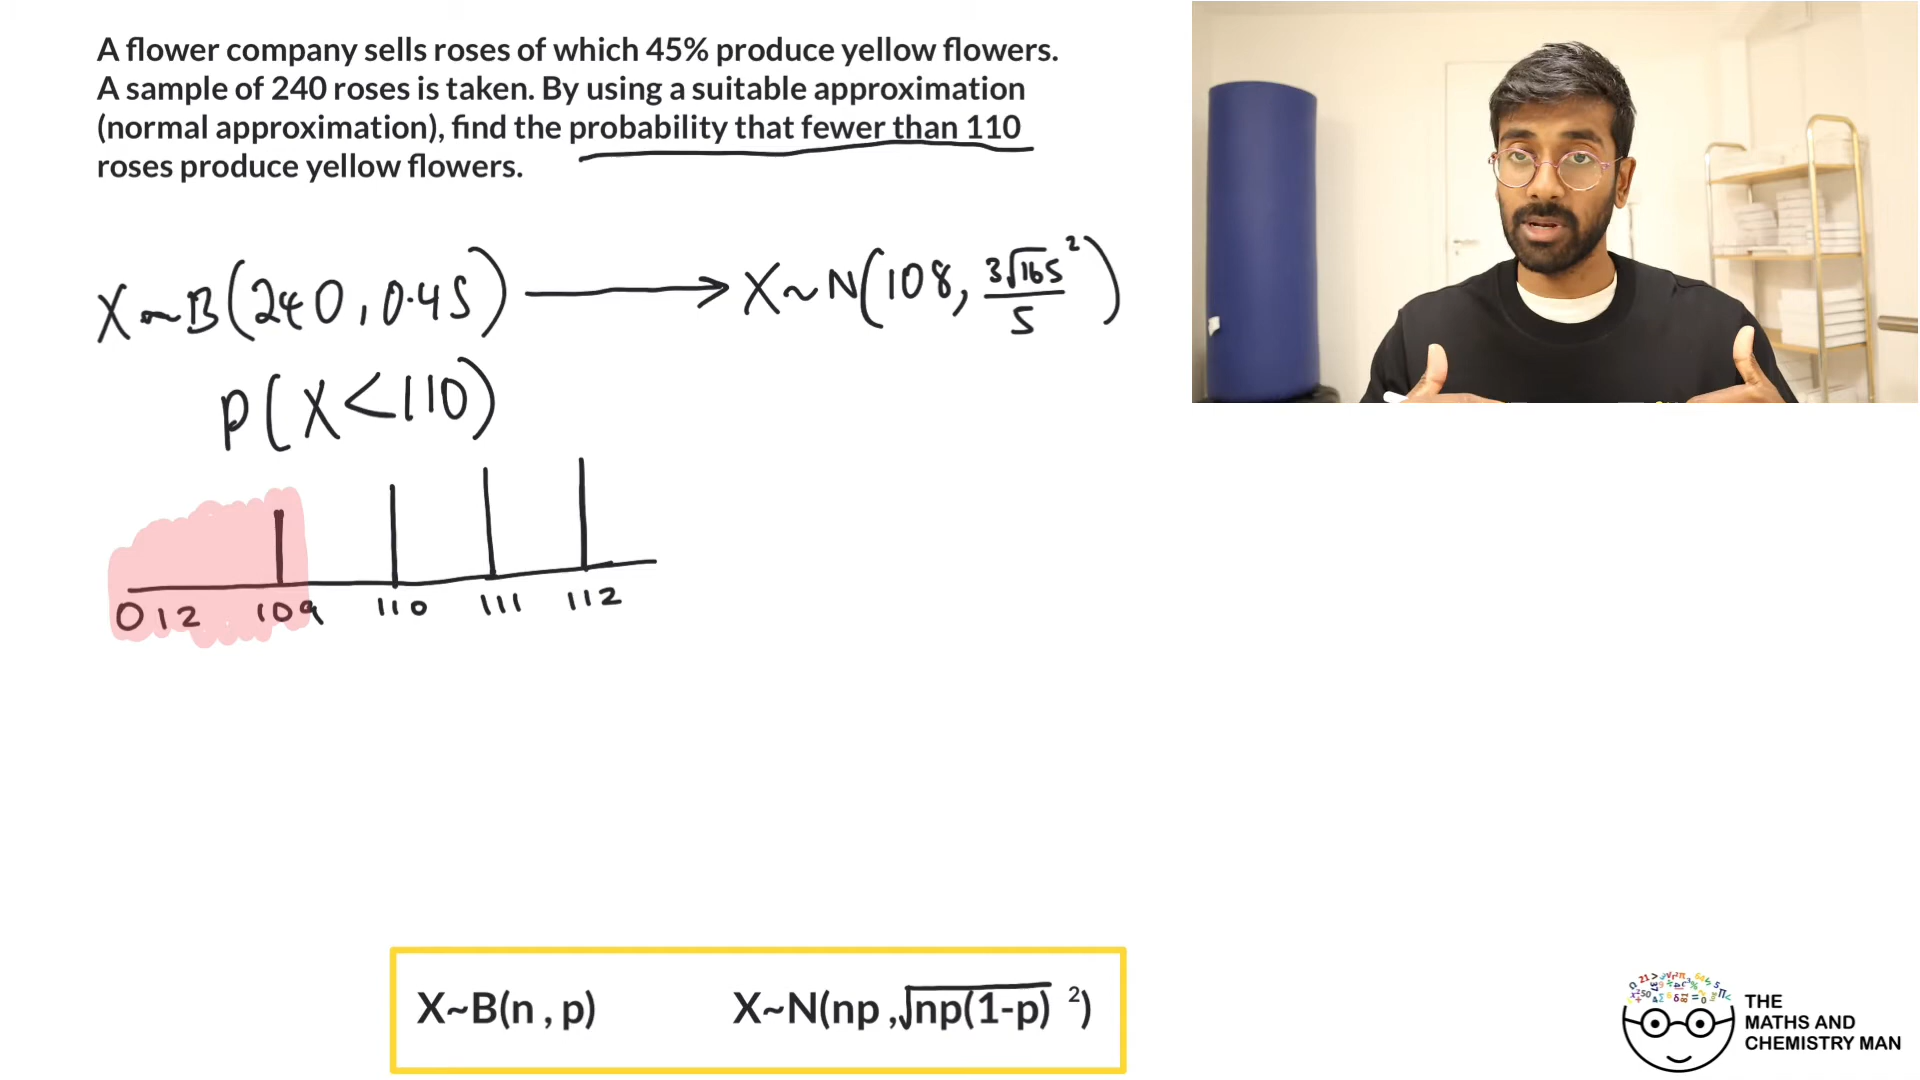 A flower company sells roses of which 45% produce yellow flowers.
A sample of 240 roses is taken. By using a suitable approximation
(normal approximation), find the probability that fewer than 110
roses produce yellow flowers.
X~B(240, 0.45) → X~N(108, 3√165/5 ²)
P(X<110)
0 1 2 109 110 111 112
X~B(n , p) X~N(np ,√np(1-p) ²)
THE
MATHS AND
CHEMISTRY MAN